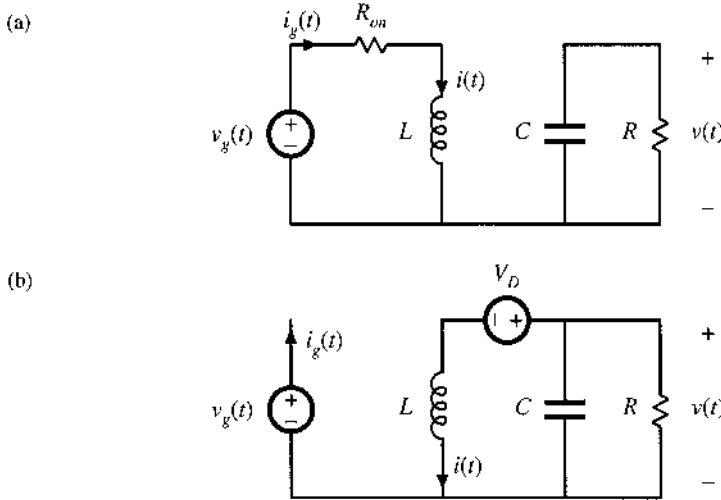 (a)
i_g(t)
R_on
i(t)
v_g(t)
+
−
L
C
R
+
v(t)
−
(b)
V_D
i_g(t)
+
−
+
v_g(t)
+
−
L
C
R
v(t)
i(t)
−